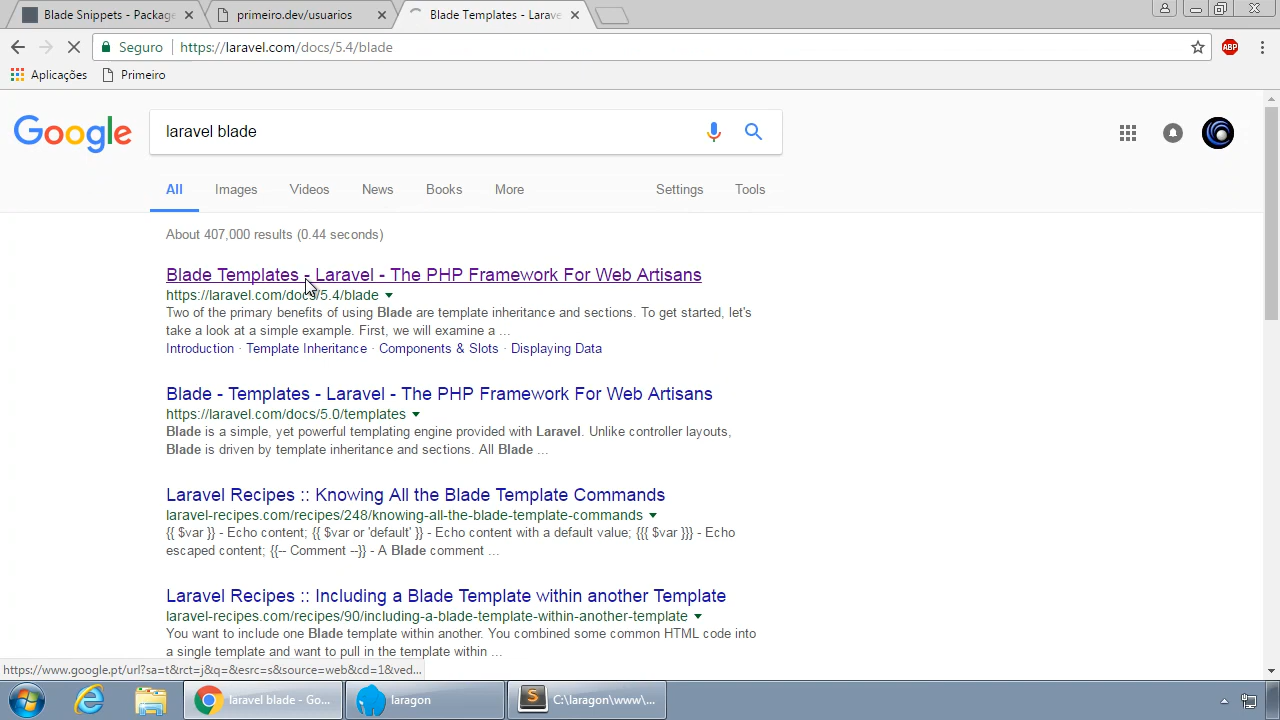 Blade Snippets - Package
primeiro.dev/usuarios
Blade Templates - Larave
Seguro
https://laravel.com/docs/5.4/blade
ABP
Aplicações
Primeiro
Google
laravel blade
All
Images
Videos
News
Books
More
Settings
Tools
About 407,000 results (0.44 seconds)
Blade Templates - Laravel - The PHP Framework For Web Artisans
https://laravel.com/docs/5.4/blade
Two of the primary benefits of using Blade are template inheritance and sections. To get started, let's
take a look at a simple example. First, we will examine a ...
Introduction · Template Inheritance · Components & Slots · Displaying Data
Blade - Templates - Laravel - The PHP Framework For Web Artisans
https://laravel.com/docs/5.0/templates
Blade is a simple, yet powerful templating engine provided with Laravel. Unlike controller layouts,
Blade is driven by template inheritance and sections. All Blade ...
Laravel Recipes :: Knowing All the Blade Template Commands
laravel-recipes.com/recipes/248/knowing-all-the-blade-template-commands
{{ $var }} - Echo content; {{ $var or 'default' }} - Echo content with a default value; {{{ $var }}} - Echo
escaped content; {{-- Comment --}} - A Blade comment ...
Laravel Recipes :: Including a Blade Template within another Template
laravel-recipes.com/recipes/90/including-a-blade-template-within-another-template
You want to include one Blade template within another. You combined some common HTML code into
a single template and want to pull in the template within ...
https://www.google.pt/url?sa=t&rct=j&q=&esrc=s&source=web&cd=1&ved...
laravel blade - Go...
laragon
C:\laragon\www\...